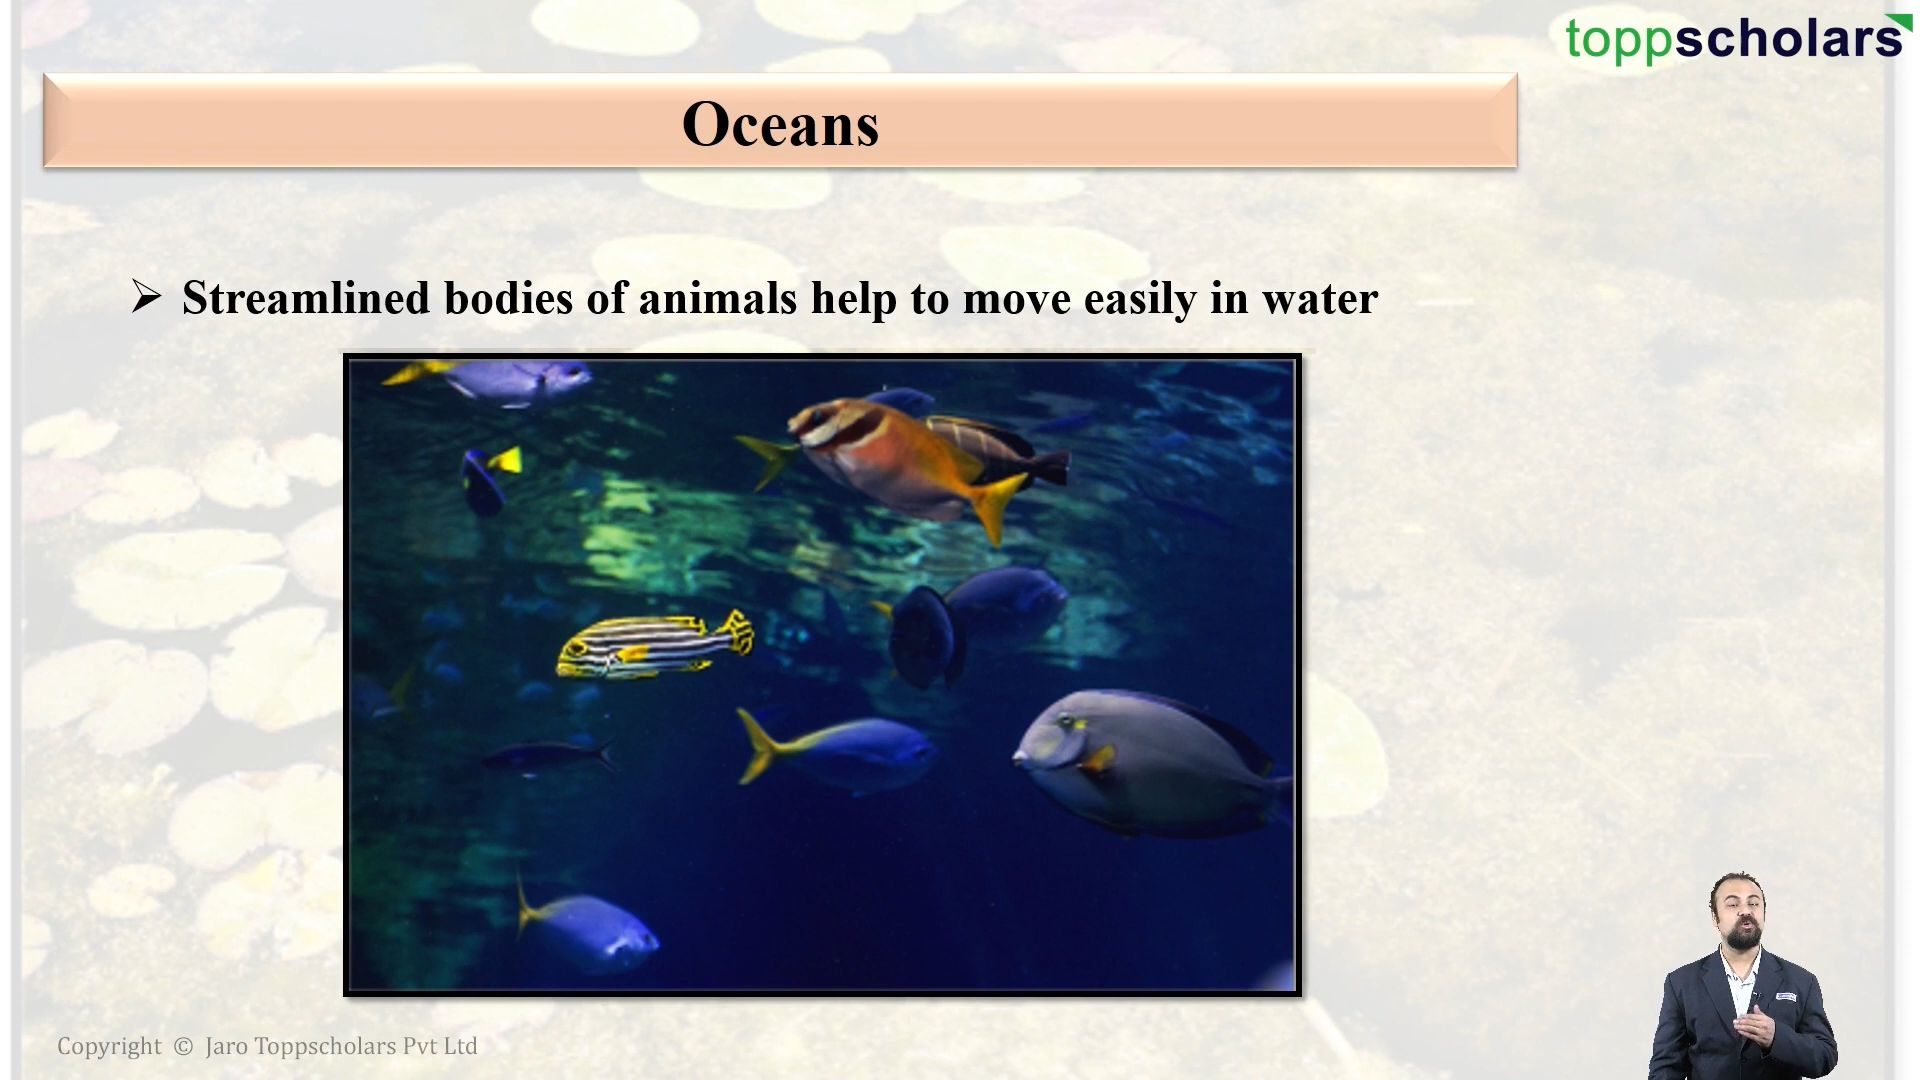 toppscholars
Oceans
➢ Streamlined bodies of animals help to move easily in water
Copyright © Jaro Toppscholars Pvt Ltd